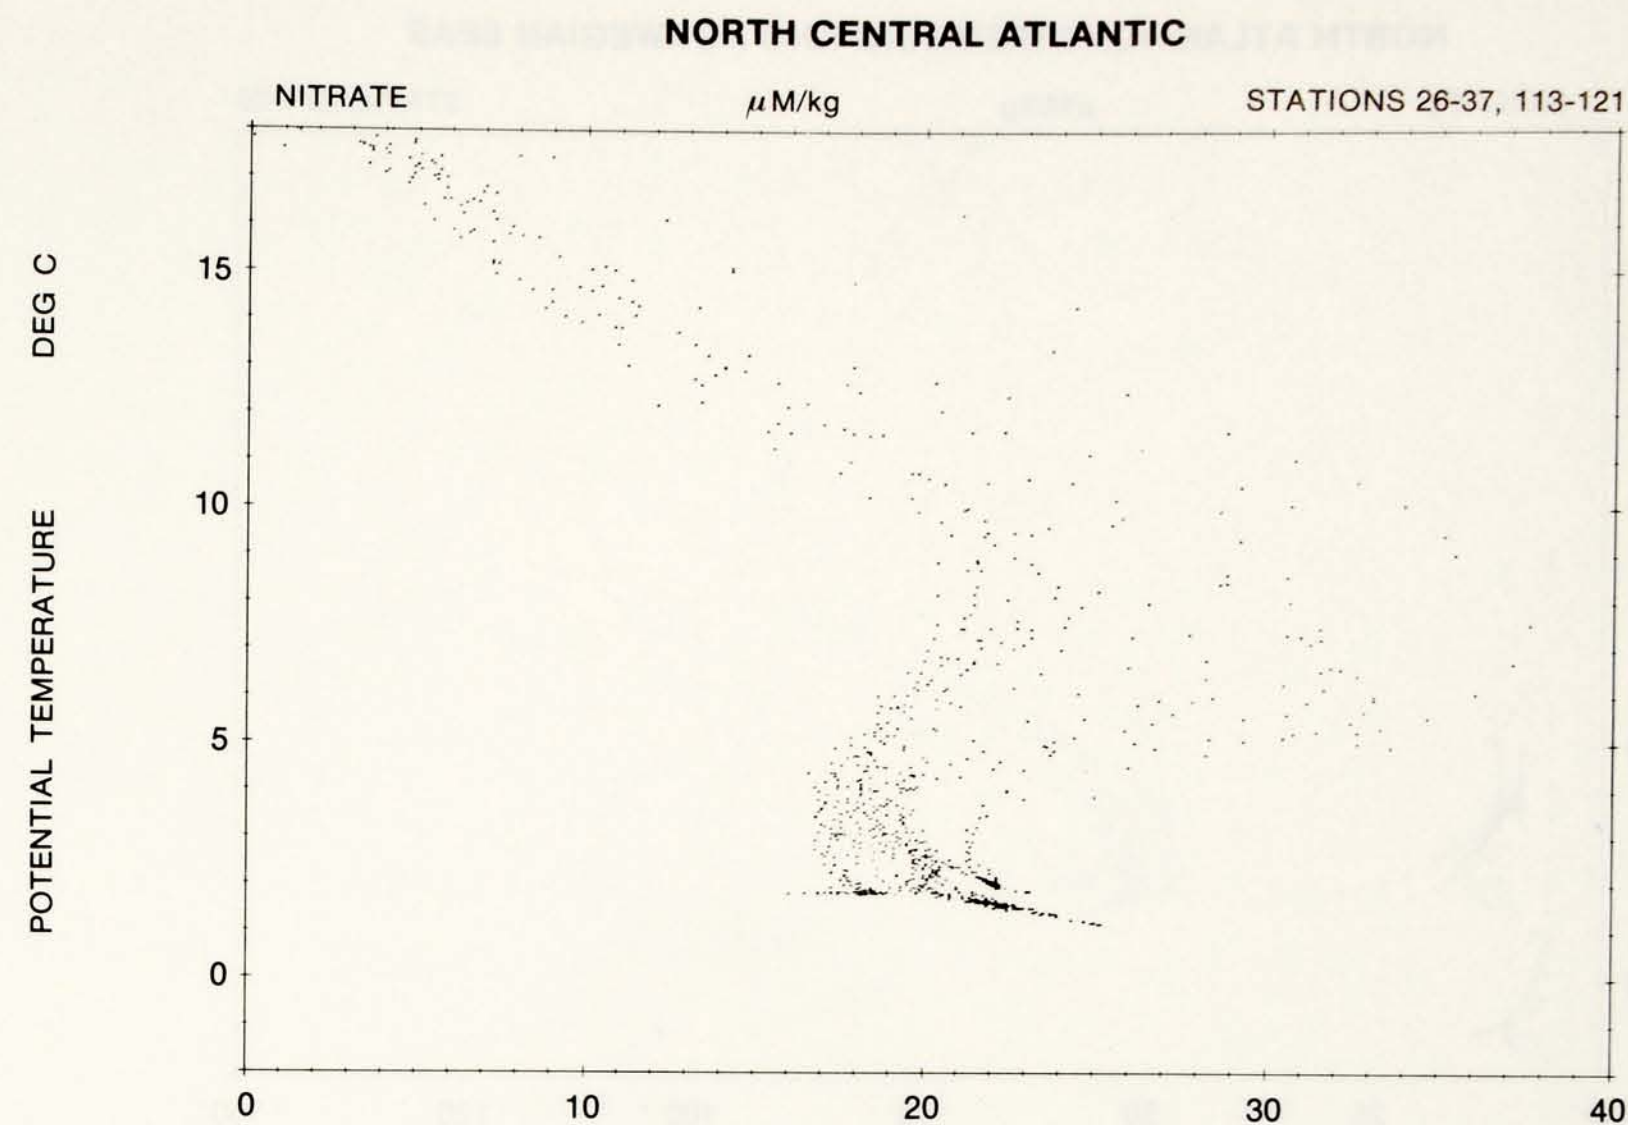 NORTH CENTRAL ATLANTIC
NITRATE μM/kg STATIONS 26-37, 113-121
POTENTIAL TEMPERATURE DEG C
15
10
5
0
0 10 20 30 40